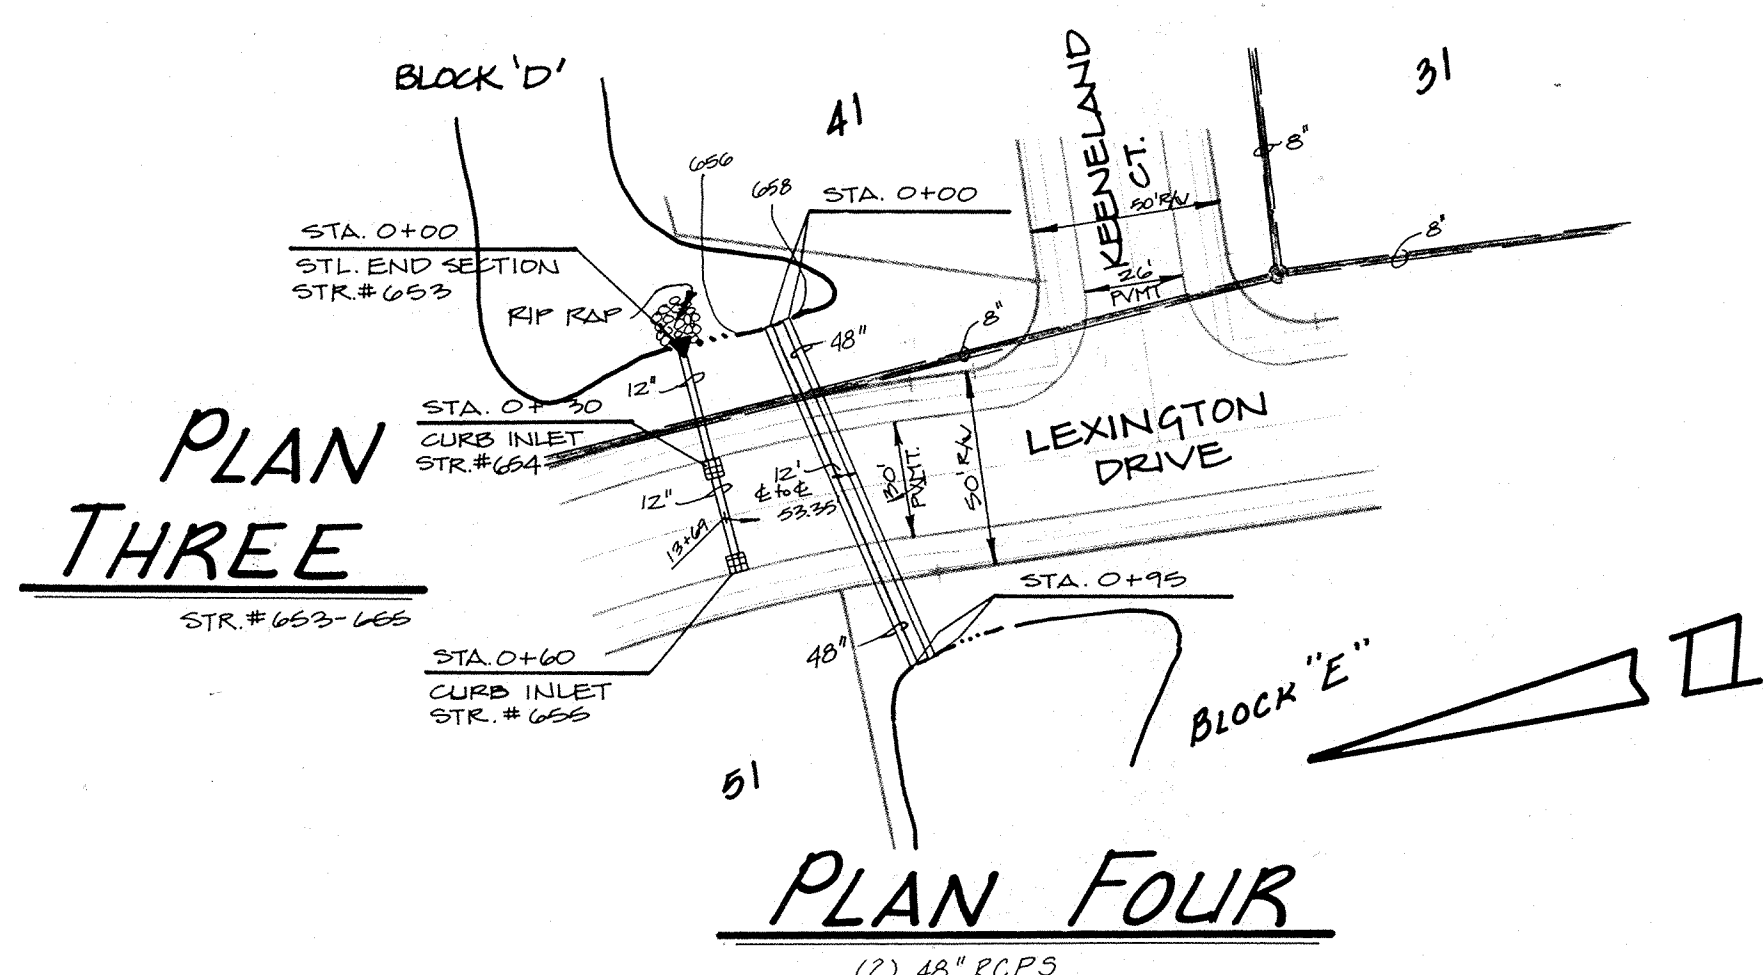 BLOCK 'D'
41
31
KEENELAND
CT.
8"
656
658
STA. 0+00
50' R/W
STA. 0+00
STL. END SECTION
STR.# 653
RIP RAP
26'
PVMT
8"
8"
48"
12"
STA. 0+30
CURB INLET
STR.#654
PLAN
THREE
STR.# 653-655
LEXINGTON
DRIVE
12'
℄ to ℄
53.35'
30'
PVMT.
50' R/W
12"
13+69
STA. 0+95
48"
STA. 0+60
CURB INLET
STR.# 655
BLOCK "E"
51
PLAN FOUR
(2) 48" RCPS